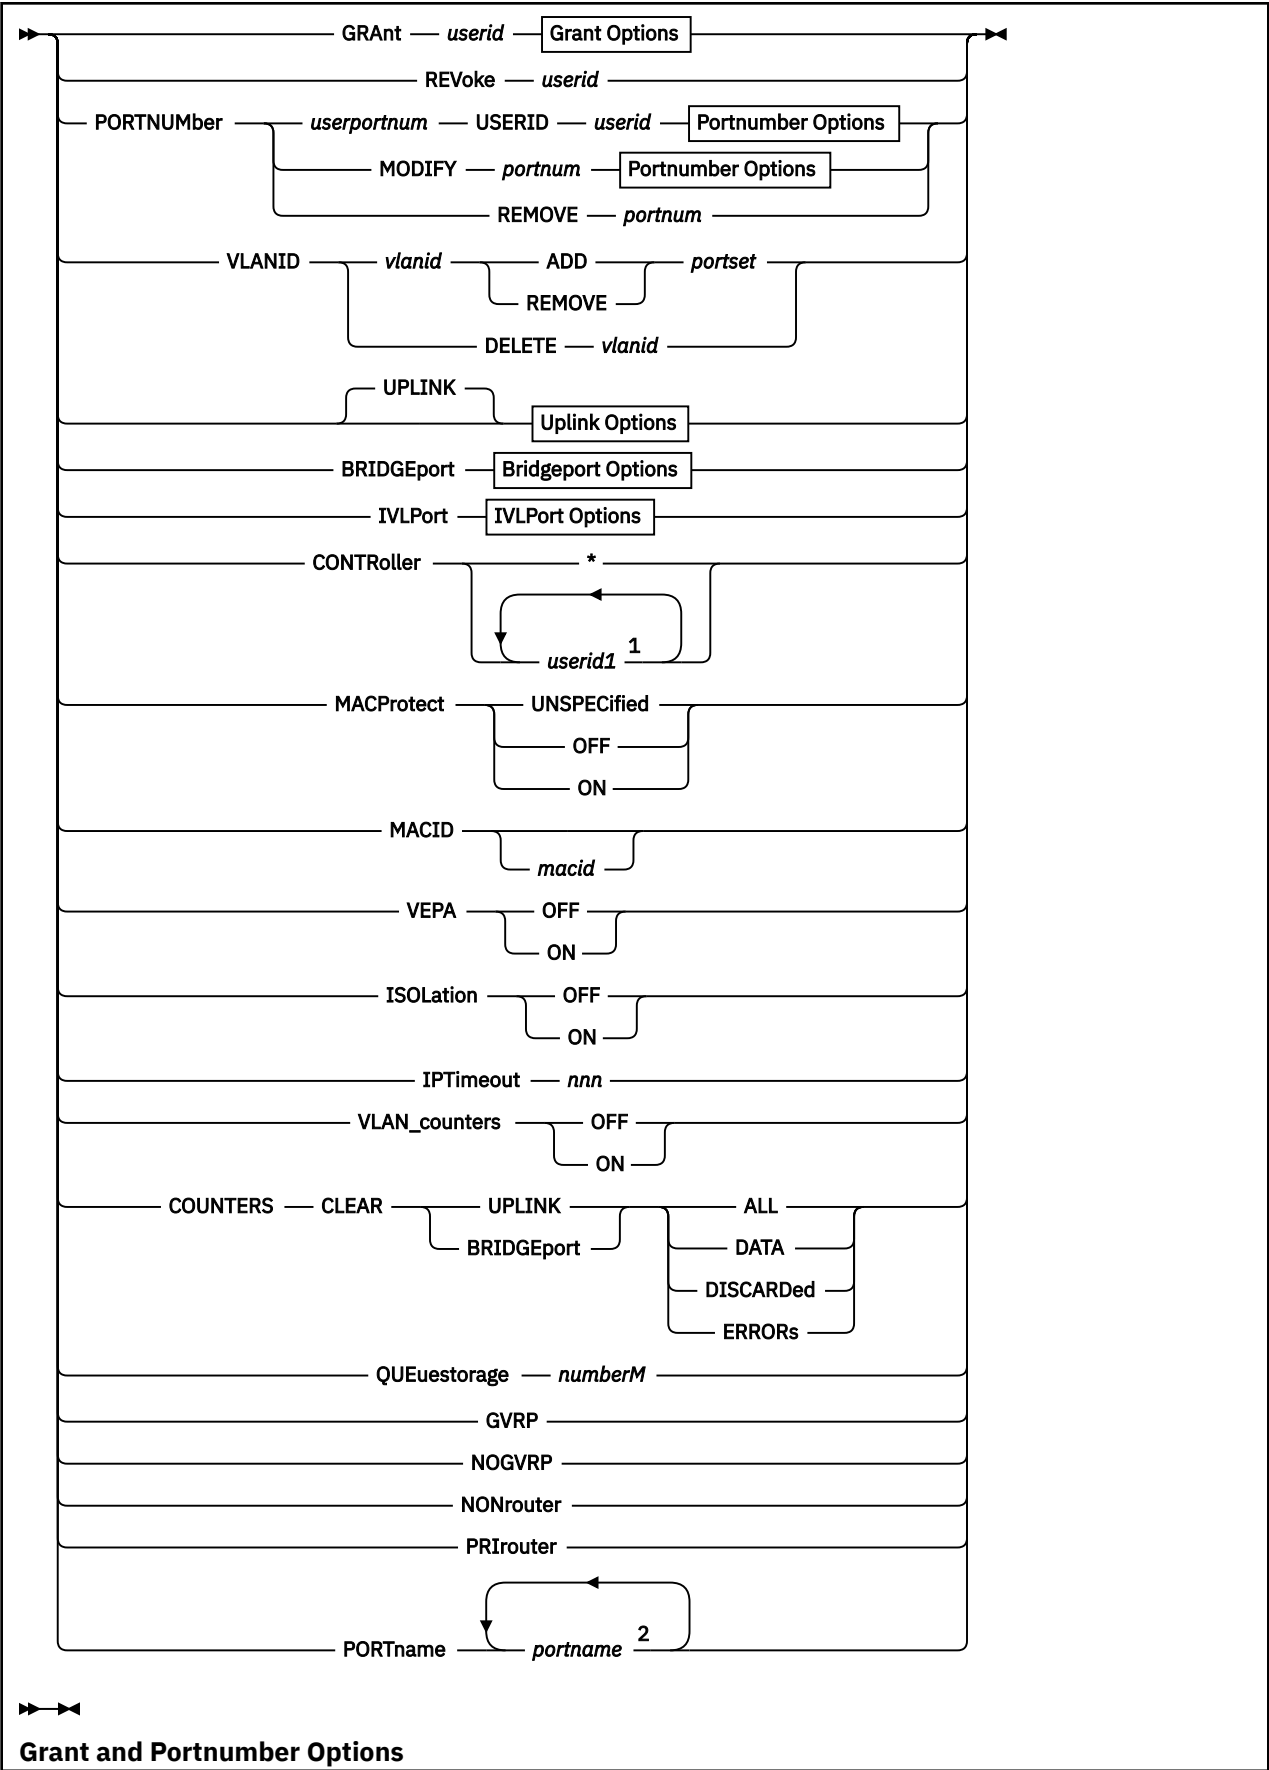 GRAnt userid Grant Options
REVoke userid
PORTNUMber userportnum USERID userid Portnumber Options
MODIFY portnum Portnumber Options
REMOVE portnum
VLANID vlanid ADD portset
REMOVE
DELETE vlanid
UPLINK
Uplink Options
BRIDGEport Bridgeport Options
IVLPort IVLPort Options
CONTRoller *
userid1 1
MACProtect UNSPECified
OFF
ON
MACID
macid
VEPA OFF
ON
ISOLation OFF
ON
IPTimeout nnn
VLAN_counters OFF
ON
COUNTERS CLEAR UPLINK ALL
BRIDGEport DATA
DISCARDed
ERRORs
QUEuestorage numberM
GVRP
NOGVRP
NONrouter
PRIrouter
PORTname portname 2
Grant and Portnumber Options